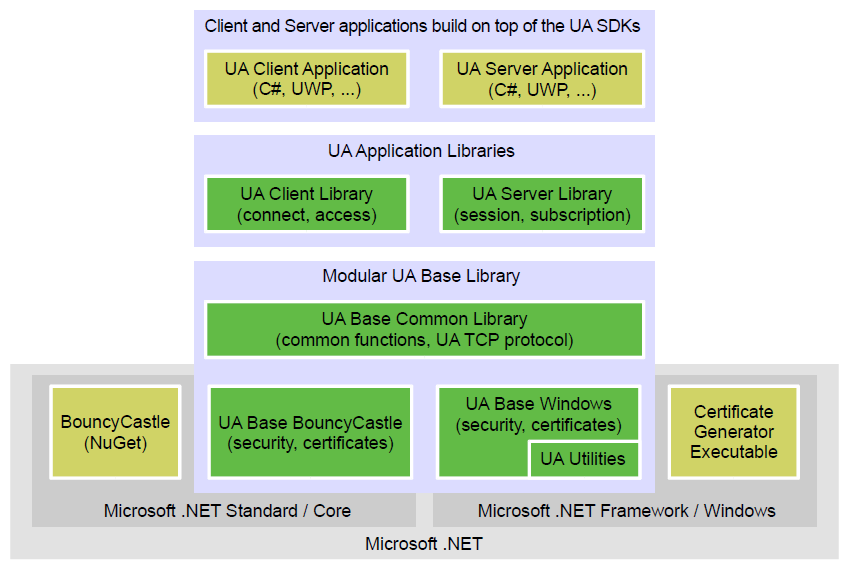 Client and Server applications build on top of the UA SDKs
UA Client Application
(C#, UWP, ...)
UA Server Application
(C#, UWP, ...)
UA Application Libraries
UA Client Library
(connect, access)
UA Server Library
(session, subscription)
Modular UA Base Library
UA Base Common Library
(common functions, UA TCP protocol)
BouncyCastle
(NuGet)
UA Base BouncyCastle
(security, certificates)
UA Base Windows
(security, certificates)
UA Utilities
Certificate
Generator
Executable
Microsoft .NET Standard / Core
Microsoft .NET Framework / Windows
Microsoft .NET